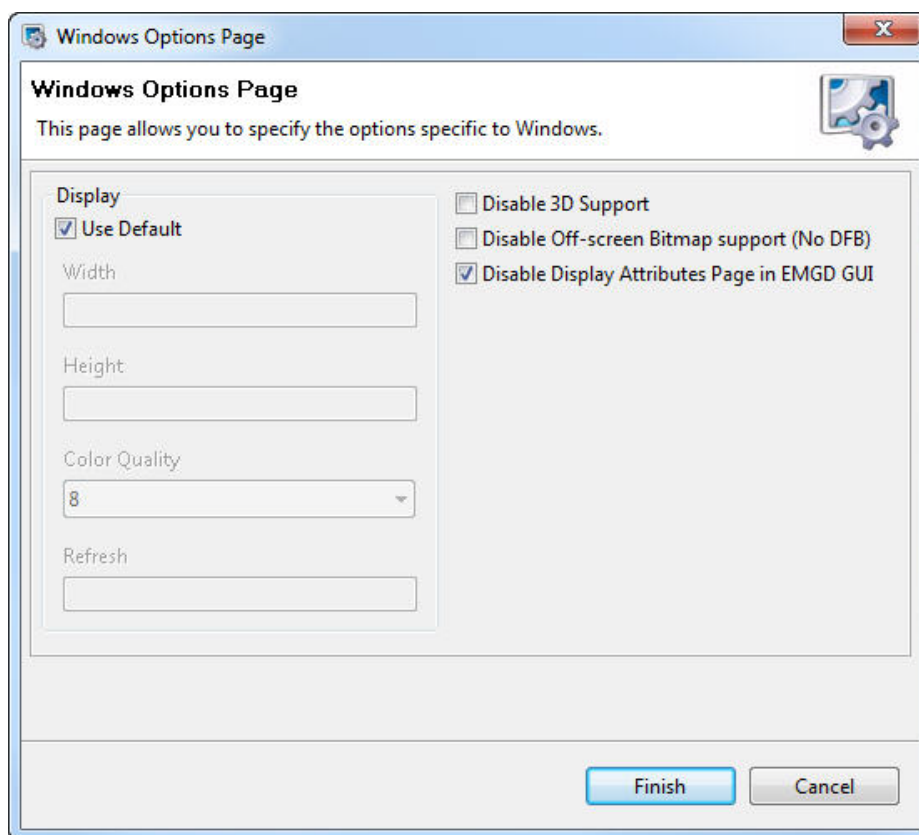 Windows Options Page
Windows Options Page
This page allows you to specify the options specific to Windows.
Display
Use Default
Width
Height
Color Quality
8
Refresh
Disable 3D Support
Disable Off-screen Bitmap support (No DFB)
Disable Display Attributes Page in EMGD GUI
Finish
Cancel